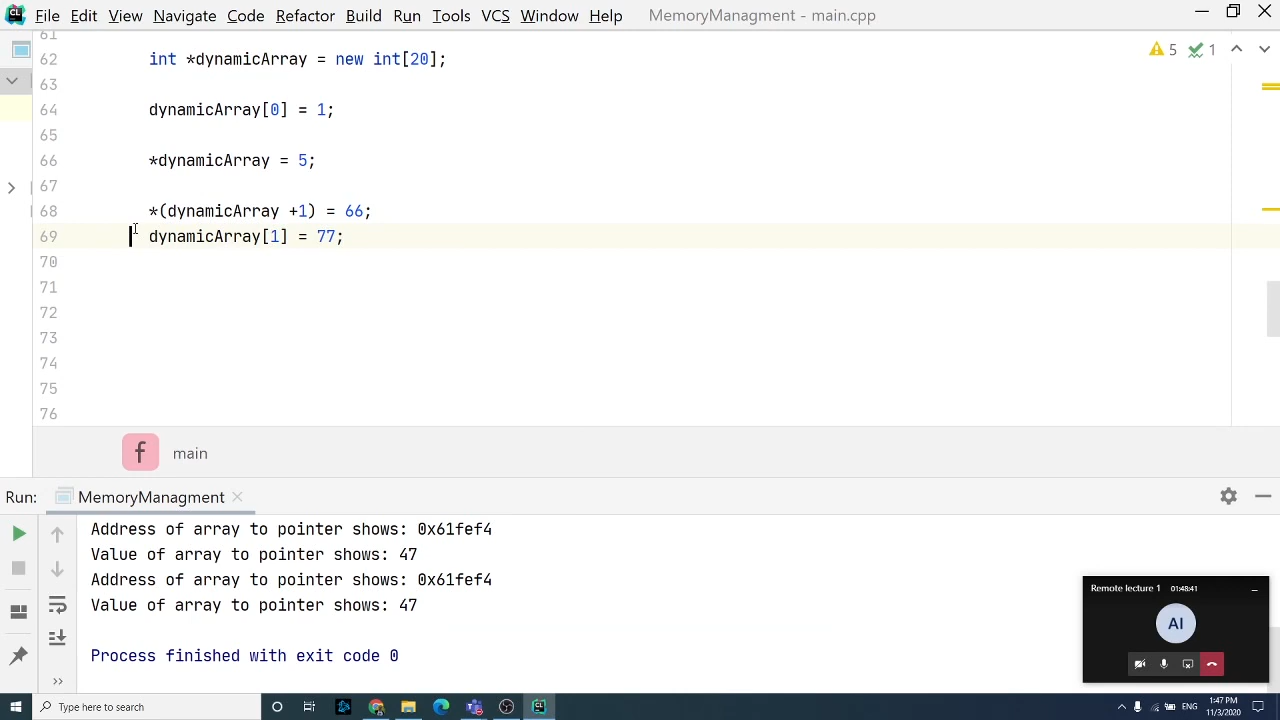 CL File Edit View Navigate Code Refactor Build Run Tools VCS Window Help MemoryManagment - main.cpp
61
62 int *dynamicArray = new int[20];
5 1
63
64 dynamicArray[0] = 1;
65
66 *dynamicArray = 5;
67
68 *(dynamicArray +1) = 66;
69 dynamicArray[1] = 77;
70
71
72
73
74
75
76
f main
Run: MemoryManagment
Address of array to pointer shows: 0x61fef4
Value of array to pointer shows: 47
Address of array to pointer shows: 0x61fef4
Value of array to pointer shows: 47
Process finished with exit code 0
Remote lecture 1 01:48:41
AI
Type here to search
CL
ENG
1:47 PM
11/3/2020